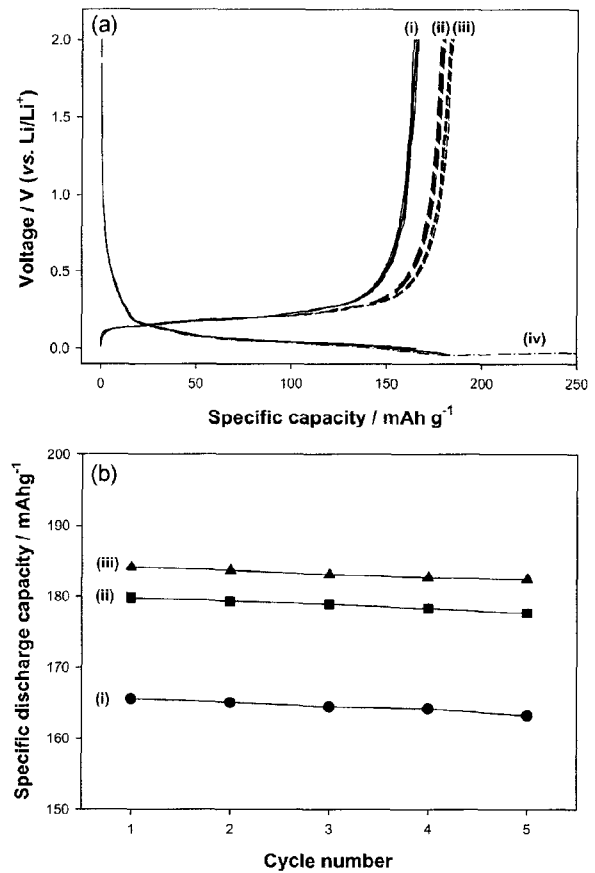 (a)
(i)
(ii)
(iii)
2.0
1.5
1.0
0.5
0.0
Voltage / V (vs. Li/Li⁺)
(iv)
0
50
100
150
200
250
Specific capacity / mAh g⁻¹
(b)
200
190
180
170
160
150
Specific discharge capacity / mAhg⁻¹
(iii)
(ii)
(i)
1
2
3
4
5
Cycle number